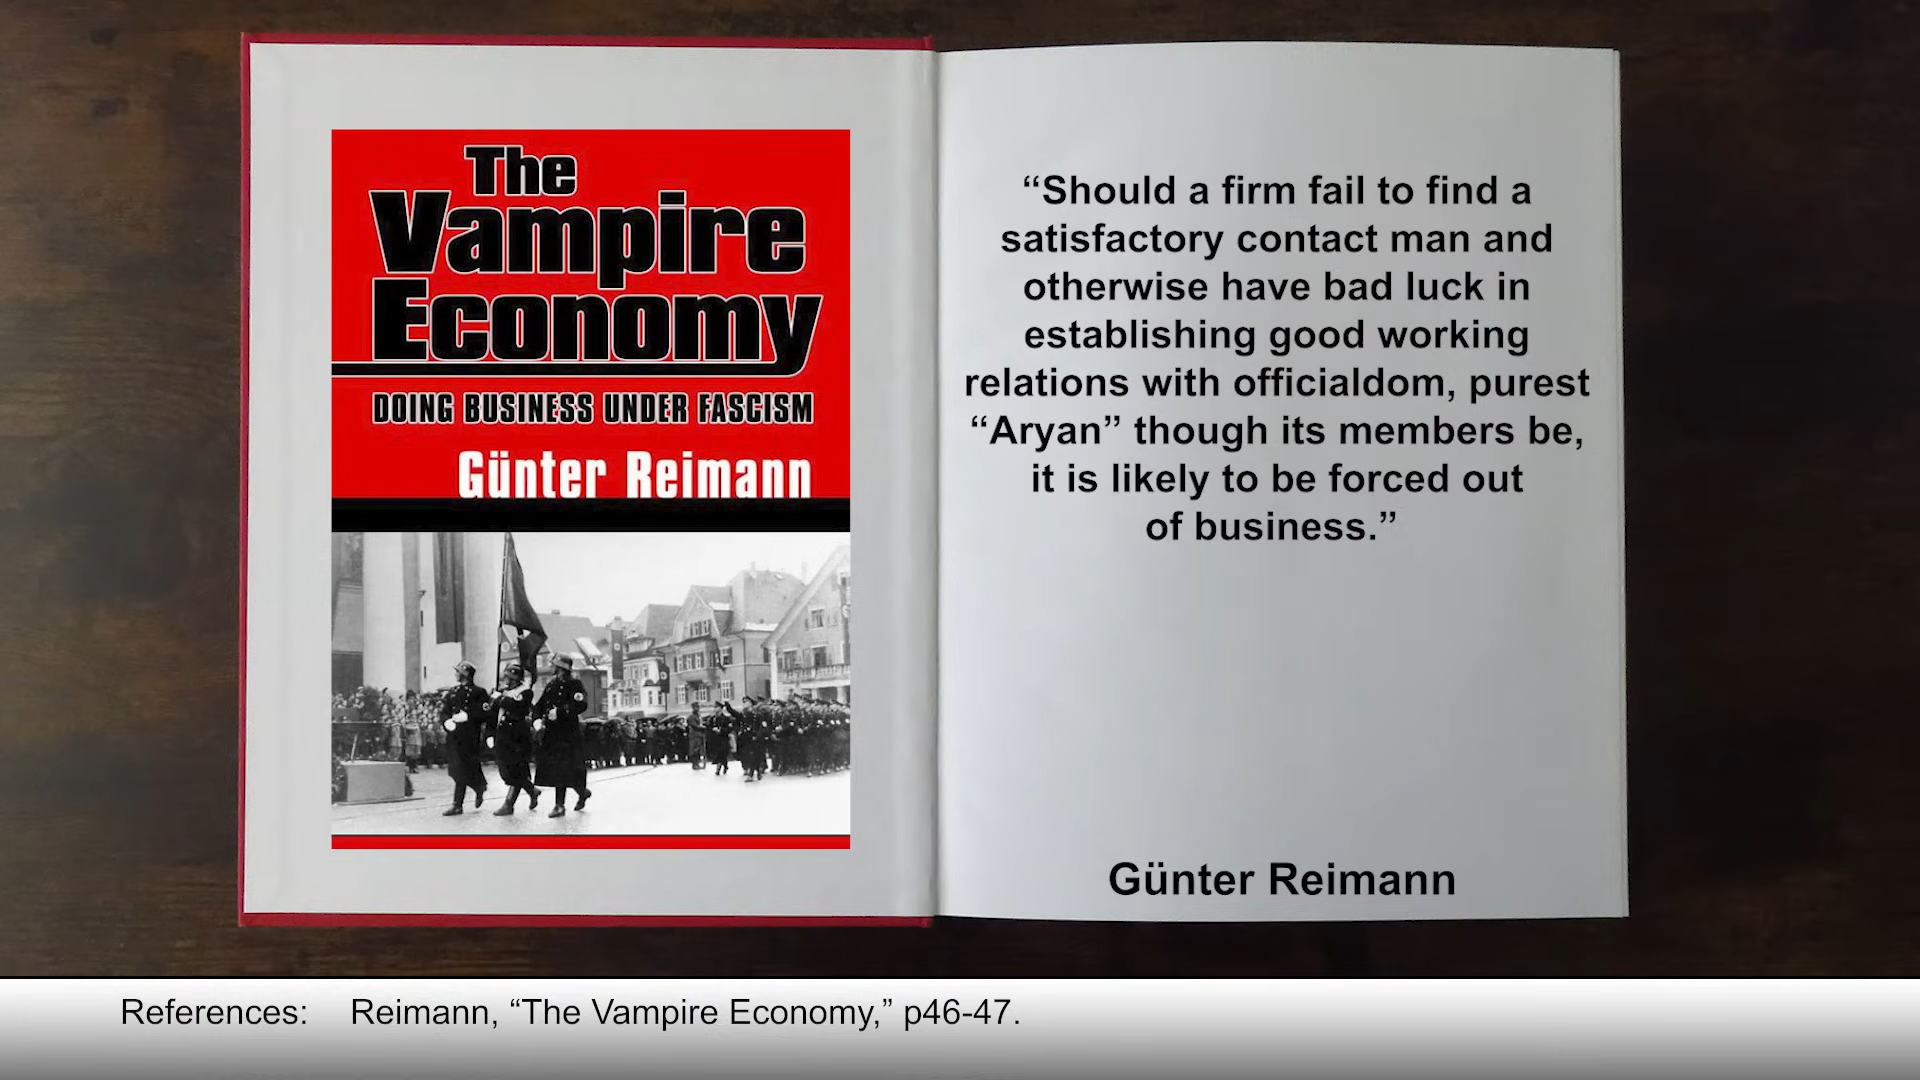 The
Vampire
Economy
DOING BUSINESS UNDER FASCISM
Günter Reimann
“Should a firm fail to find a
satisfactory contact man and
otherwise have bad luck in
establishing good working
relations with officialdom, purest
“Aryan” though its members be,
it is likely to be forced out
of business.”
Günter Reimann
References: Reimann, “The Vampire Economy,” p46-47.